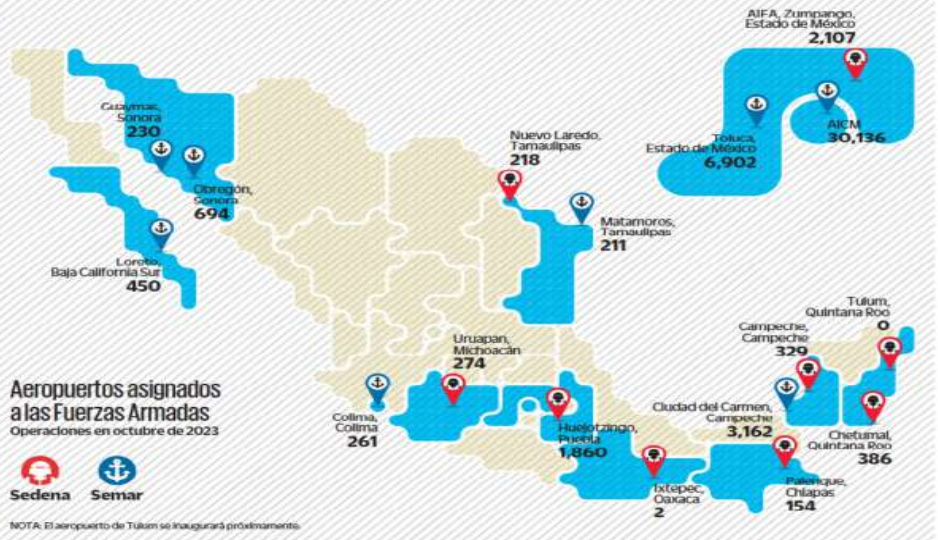 AIFA, Zumpango,
Estado de México
2,107
Guaymas,
Sonora
230
Nuevo Laredo,
Tamaulipas
218
Toluca,
Estado de México
6,902
AICM
30,136
Obregón,
Sonora
694
Matamoros,
Tamaulipas
211
Loreto,
Baja California Sur
450
Tulum,
Quintana Roo
0
Campeche,
Campeche
329
Uruapan,
Michoacán
274
Aeropuertos asignados
a las Fuerzas Armadas
Operaciones en octubre de 2023
Colima,
Colima
261
Huejotzingo,
Puebla
1,860
Ciudad del Carmen,
Campeche
3,162
Chetumal,
Quintana Roo
386
Ixtepec,
Oaxaca
2
Palenque,
Chiapas
154
Sedena
Semar
NOTA: El aeropuerto de Tulum se inaugurará próximamente.